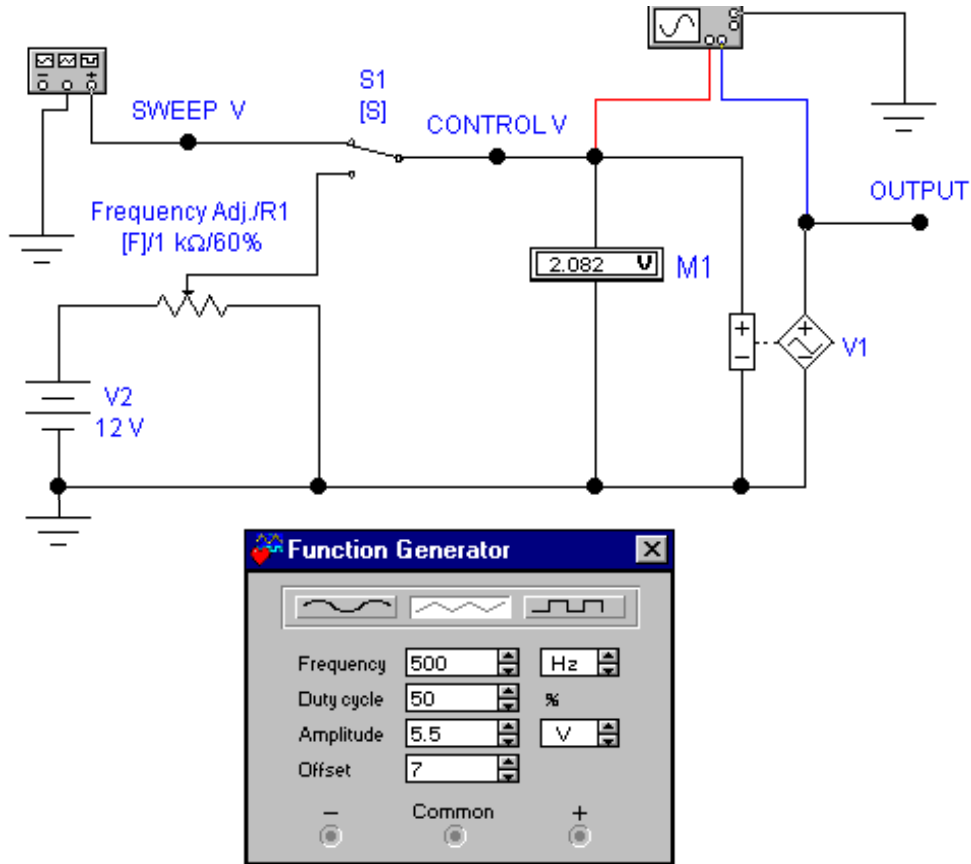 S1
[S]
SWEEP V
CONTROL V
OUTPUT
Frequency Adj./R1
[F]/1 kΩ/60%
2.082 V
M1
V1
V2
12 V
Function Generator
Frequency 500 Hz
Duty cycle 50 %
Amplitude 5.5 V
Offset 7
− Common +